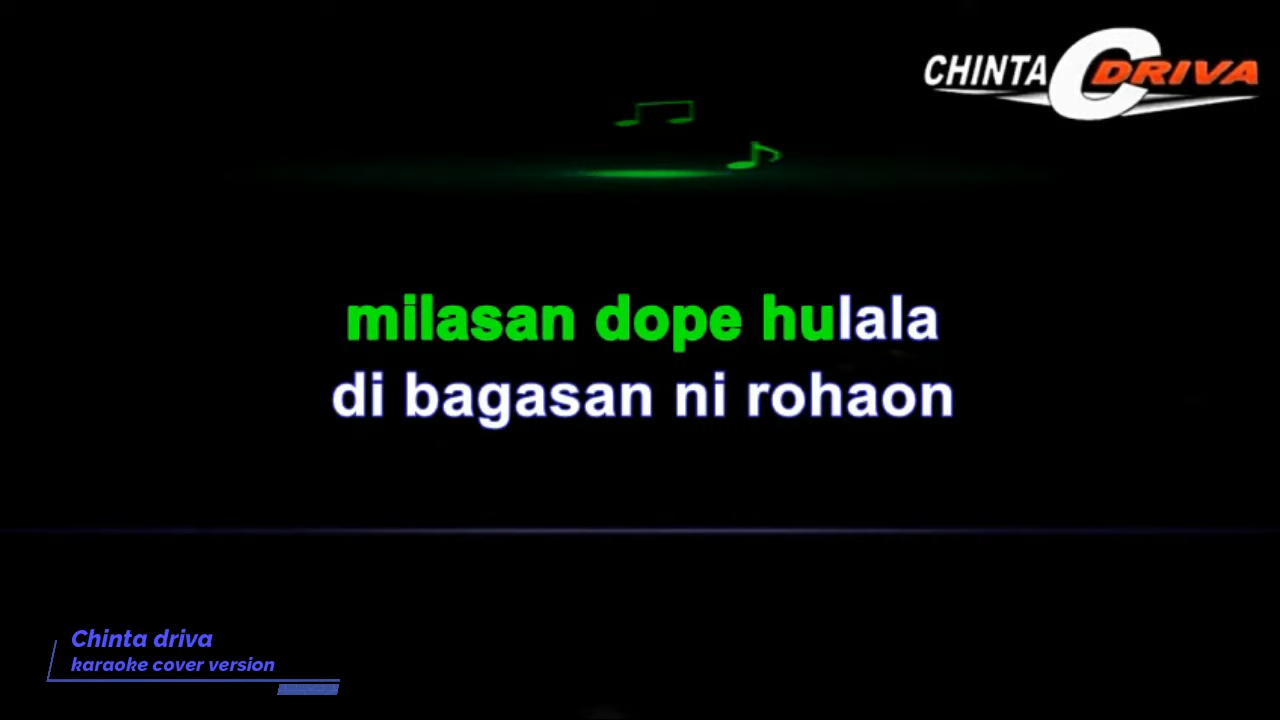 CHINTA DRIVA
milasan dope hulala
di bagasan ni rohaon
Chinta driva
karaoke cover version